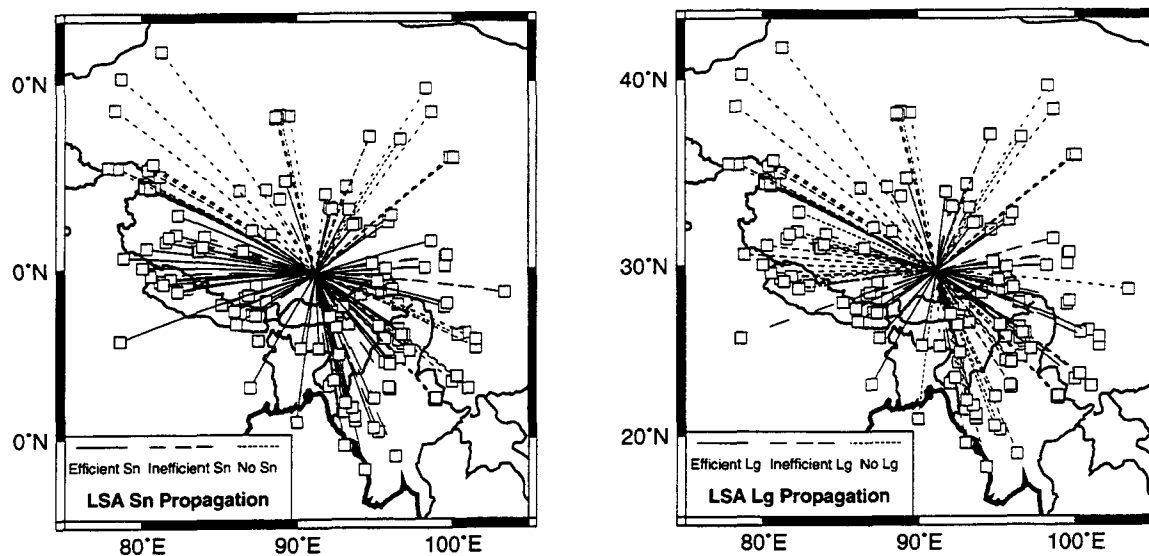 0°N
0°N
0°N
Efficient Sn Inefficient Sn No Sn
LSA Sn Propagation
80°E 90°E 100°E
40°N
30°N
20°N
Efficient Lg Inefficient Lg No Lg
LSA Lg Propagation
80°E 90°E 100°E